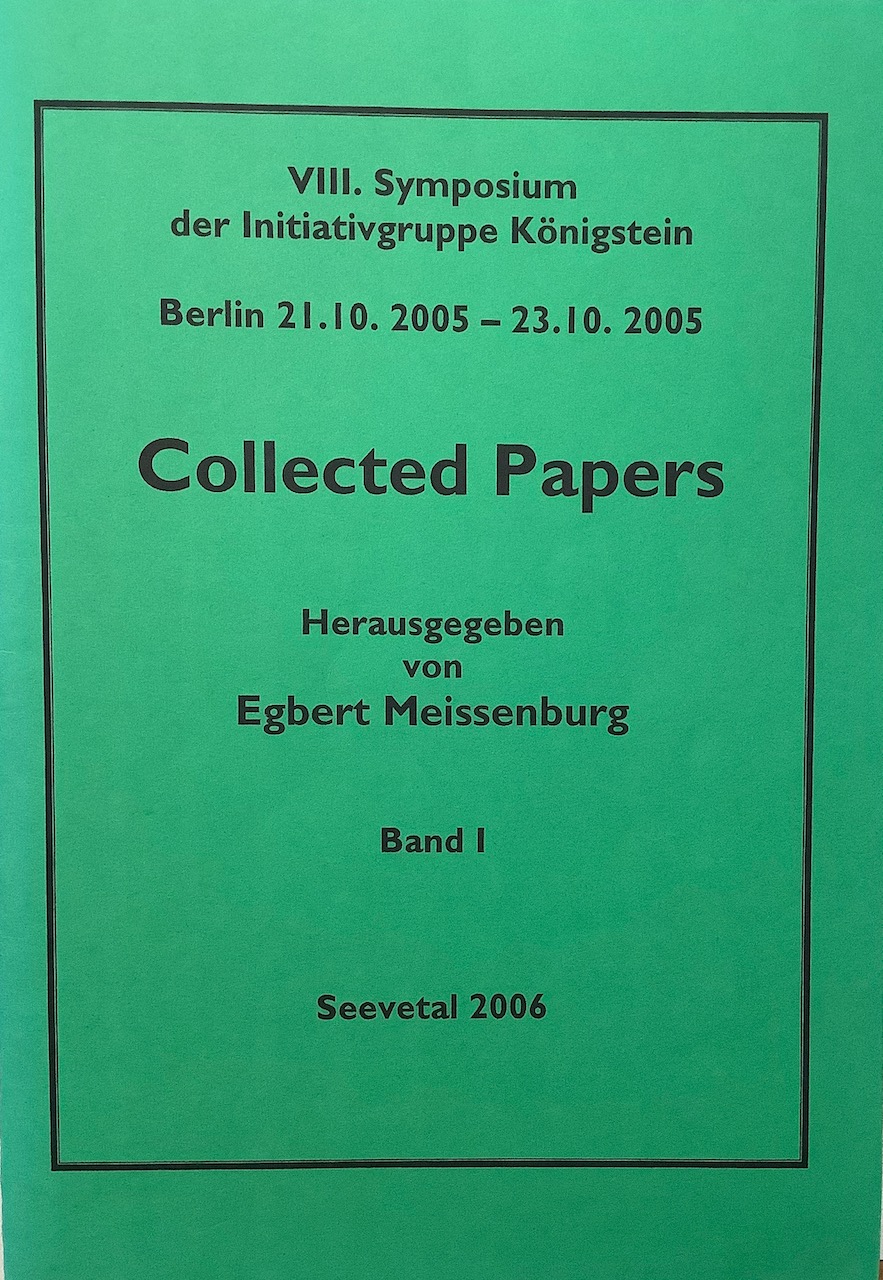 VIII. Symposium
der Initiativgruppe Königstein
Berlin 21.10. 2005 – 23.10. 2005
Collected Papers
Herausgegeben
von
Egbert Meissenburg
Band I
Seevetal 2006